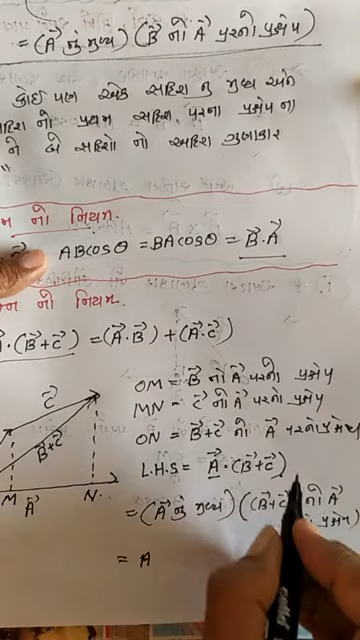 = (A⃗ નું મૂલ્ય) (B⃗ નો A⃗ પરનો પ્રક્ષેપ)
કોઈ પણ એક સદિશ નું મૂલ્ય અને
સદિશ નો પ્રથમ સદિશ પરના પ્રક્ષેપ ના
ને બે સદિશો નો અદિશ ગુણાકાર
"
નો નિયમ.
ABcosθ = BAcosθ = B⃗·A⃗
નો નિયમ.
·(B⃗+C⃗) = (A⃗·B⃗) + (A⃗·C⃗)
OM = B⃗ નો A⃗ પરનો પ્રક્ષેપ
MN = C⃗ નો A⃗ પરનો પ્રક્ષેપ
ON = B⃗+C⃗ નો A⃗ પરનો પ્રક્ષેપ
C⃗
B⃗+C⃗
M
N
A⃗
L.H.S = A⃗·(B⃗+C⃗)
= (A⃗ નું મૂલ્ય) ((B⃗+C⃗) નો A⃗
પ્રક્ષેપ)
= A